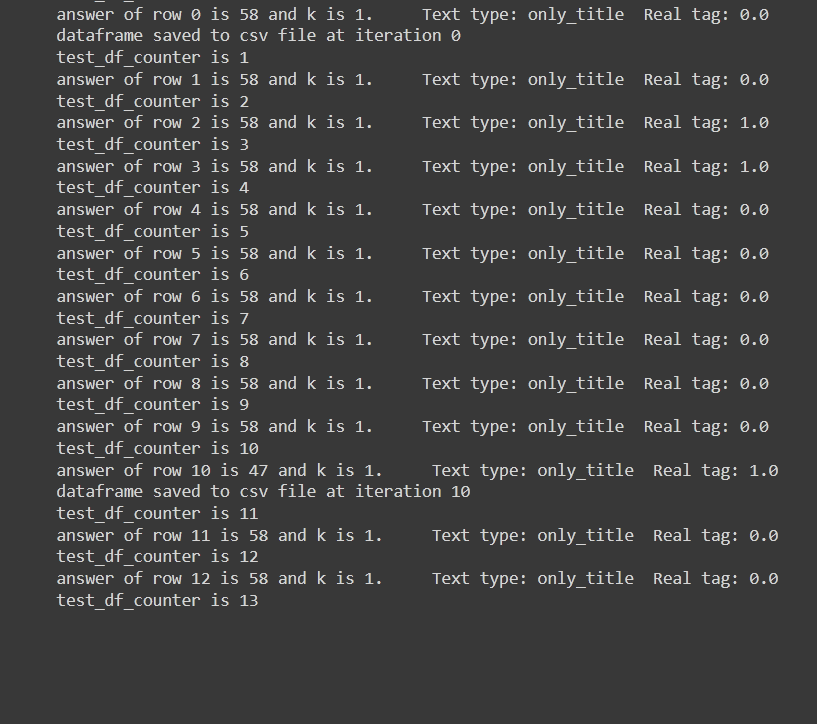 answer of row 0 is 58 and k is 1.     Text type: only_title  Real tag: 0.0
dataframe saved to csv file at iteration 0
test_df_counter is 1
answer of row 1 is 58 and k is 1.     Text type: only_title  Real tag: 0.0
test_df_counter is 2
answer of row 2 is 58 and k is 1.     Text type: only_title  Real tag: 1.0
test_df_counter is 3
answer of row 3 is 58 and k is 1.     Text type: only_title  Real tag: 1.0
test_df_counter is 4
answer of row 4 is 58 and k is 1.     Text type: only_title  Real tag: 0.0
test_df_counter is 5
answer of row 5 is 58 and k is 1.     Text type: only_title  Real tag: 0.0
test_df_counter is 6
answer of row 6 is 58 and k is 1.     Text type: only_title  Real tag: 0.0
test_df_counter is 7
answer of row 7 is 58 and k is 1.     Text type: only_title  Real tag: 0.0
test_df_counter is 8
answer of row 8 is 58 and k is 1.     Text type: only_title  Real tag: 0.0
test_df_counter is 9
answer of row 9 is 58 and k is 1.     Text type: only_title  Real tag: 0.0
test_df_counter is 10
answer of row 10 is 47 and k is 1.     Text type: only_title  Real tag: 1.0
dataframe saved to csv file at iteration 10
test_df_counter is 11
answer of row 11 is 58 and k is 1.     Text type: only_title  Real tag: 0.0
test_df_counter is 12
answer of row 12 is 58 and k is 1.     Text type: only_title  Real tag: 0.0
test_df_counter is 13